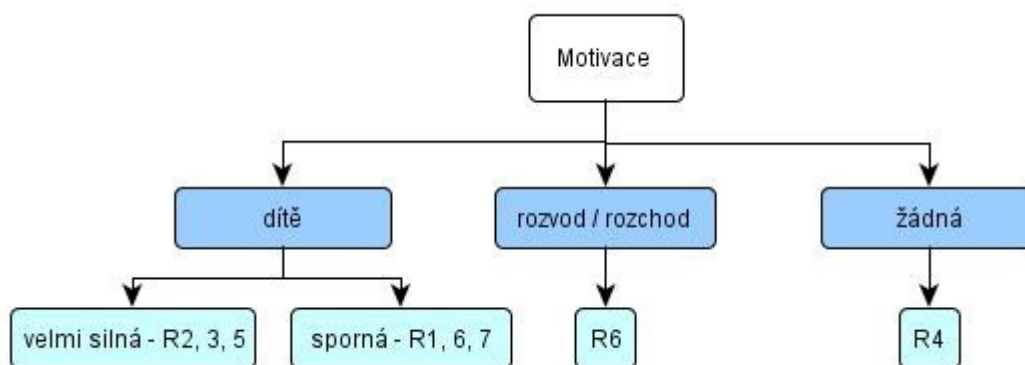 Motivace
dítě
rozvod / rozchod
žádná
velmi silná - R2, 3, 5
sporná - R1, 6, 7
R6
R4